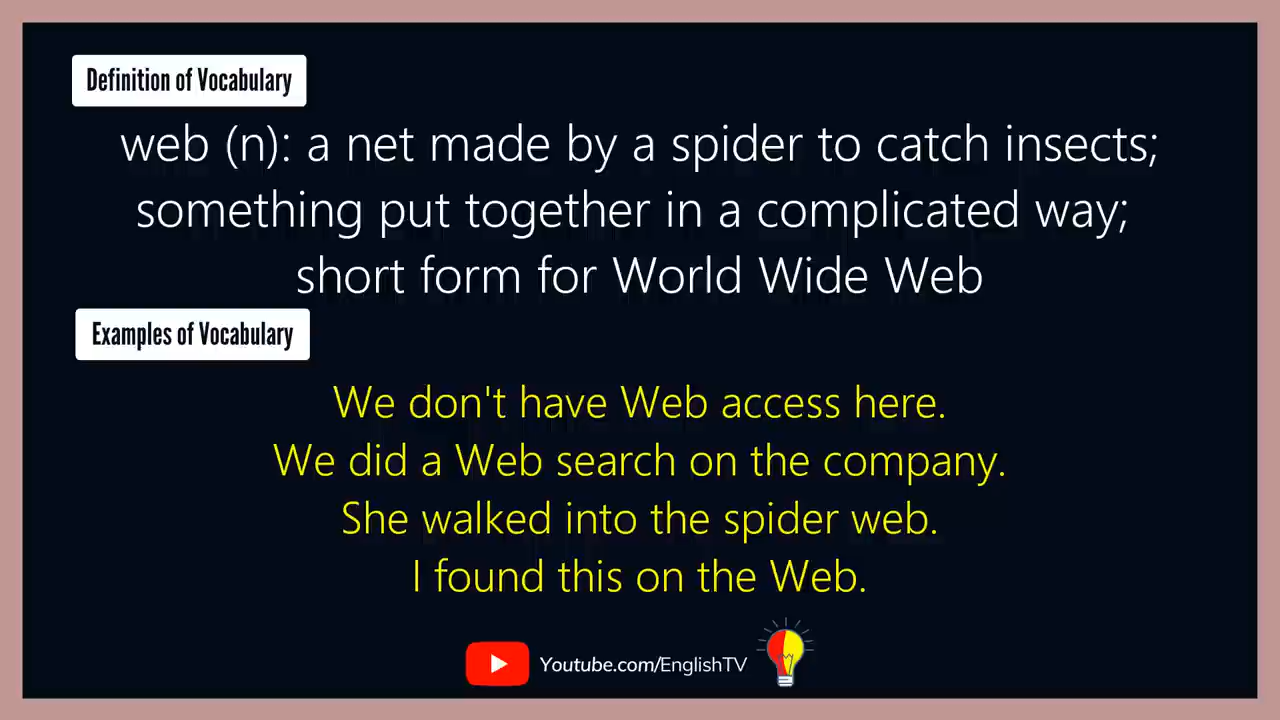 Definition of Vocabulary
web (n): a net made by a spider to catch insects;
something put together in a complicated way;
short form for World Wide Web
Examples of Vocabulary
We don't have Web access here.
We did a Web search on the company.
She walked into the spider web.
I found this on the Web.
Youtube.com/EnglishTV